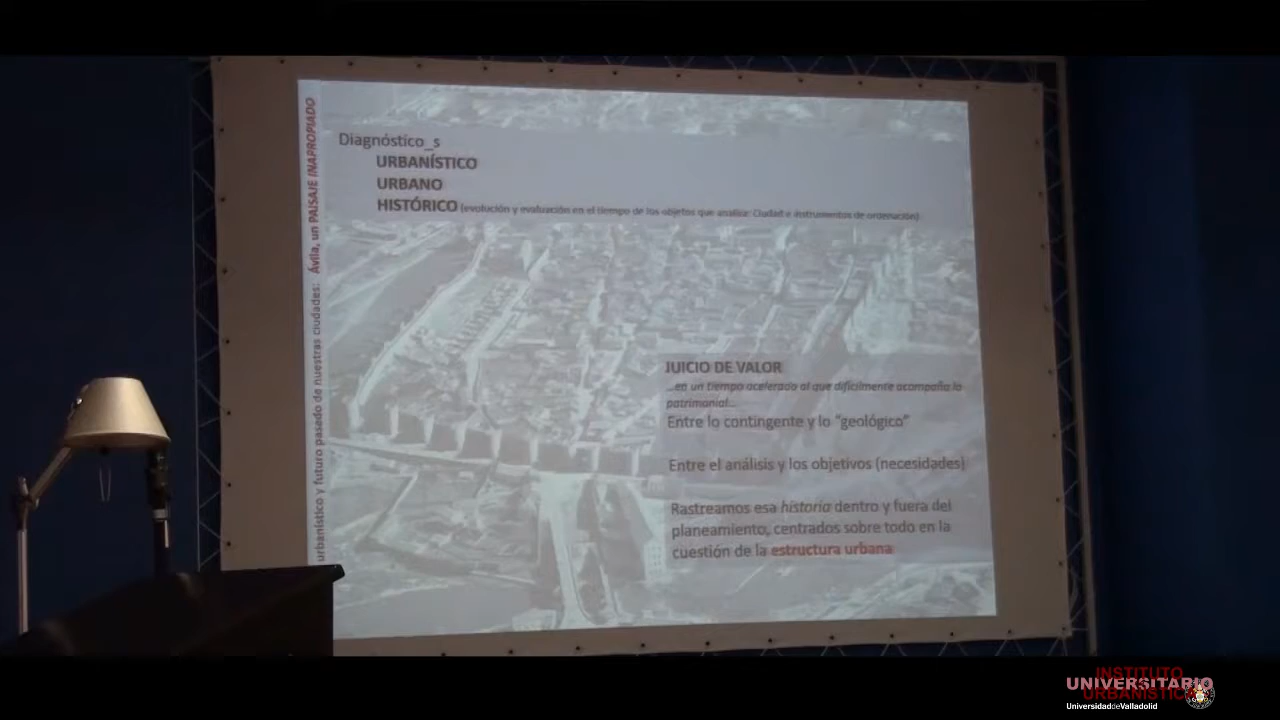 Diagnóstico_s
URBANÍSTICO
URBANO
HISTÓRICO (evolución y evaluación en el tiempo de los objetos que analiza: Ciudad e instrumentos de ordenación)
urbanístico y futuro pasado de nuestras ciudades: Ávila, un PAISAJE INAPROPIADO
JUICIO DE VALOR
...en un tiempo acelerado al que difícilmente acompaña lo
patrimonial...
Entre lo contingente y lo "geológico"
Entre el análisis y los objetivos (necesidades)
Rastreamos esa historia dentro y fuera del
planeamiento, centrados sobre todo en la
cuestión de la estructura urbana
INSTITUTO
UNIVERSITARIO
URBANÍSTICA
UniversidaddeValladolid